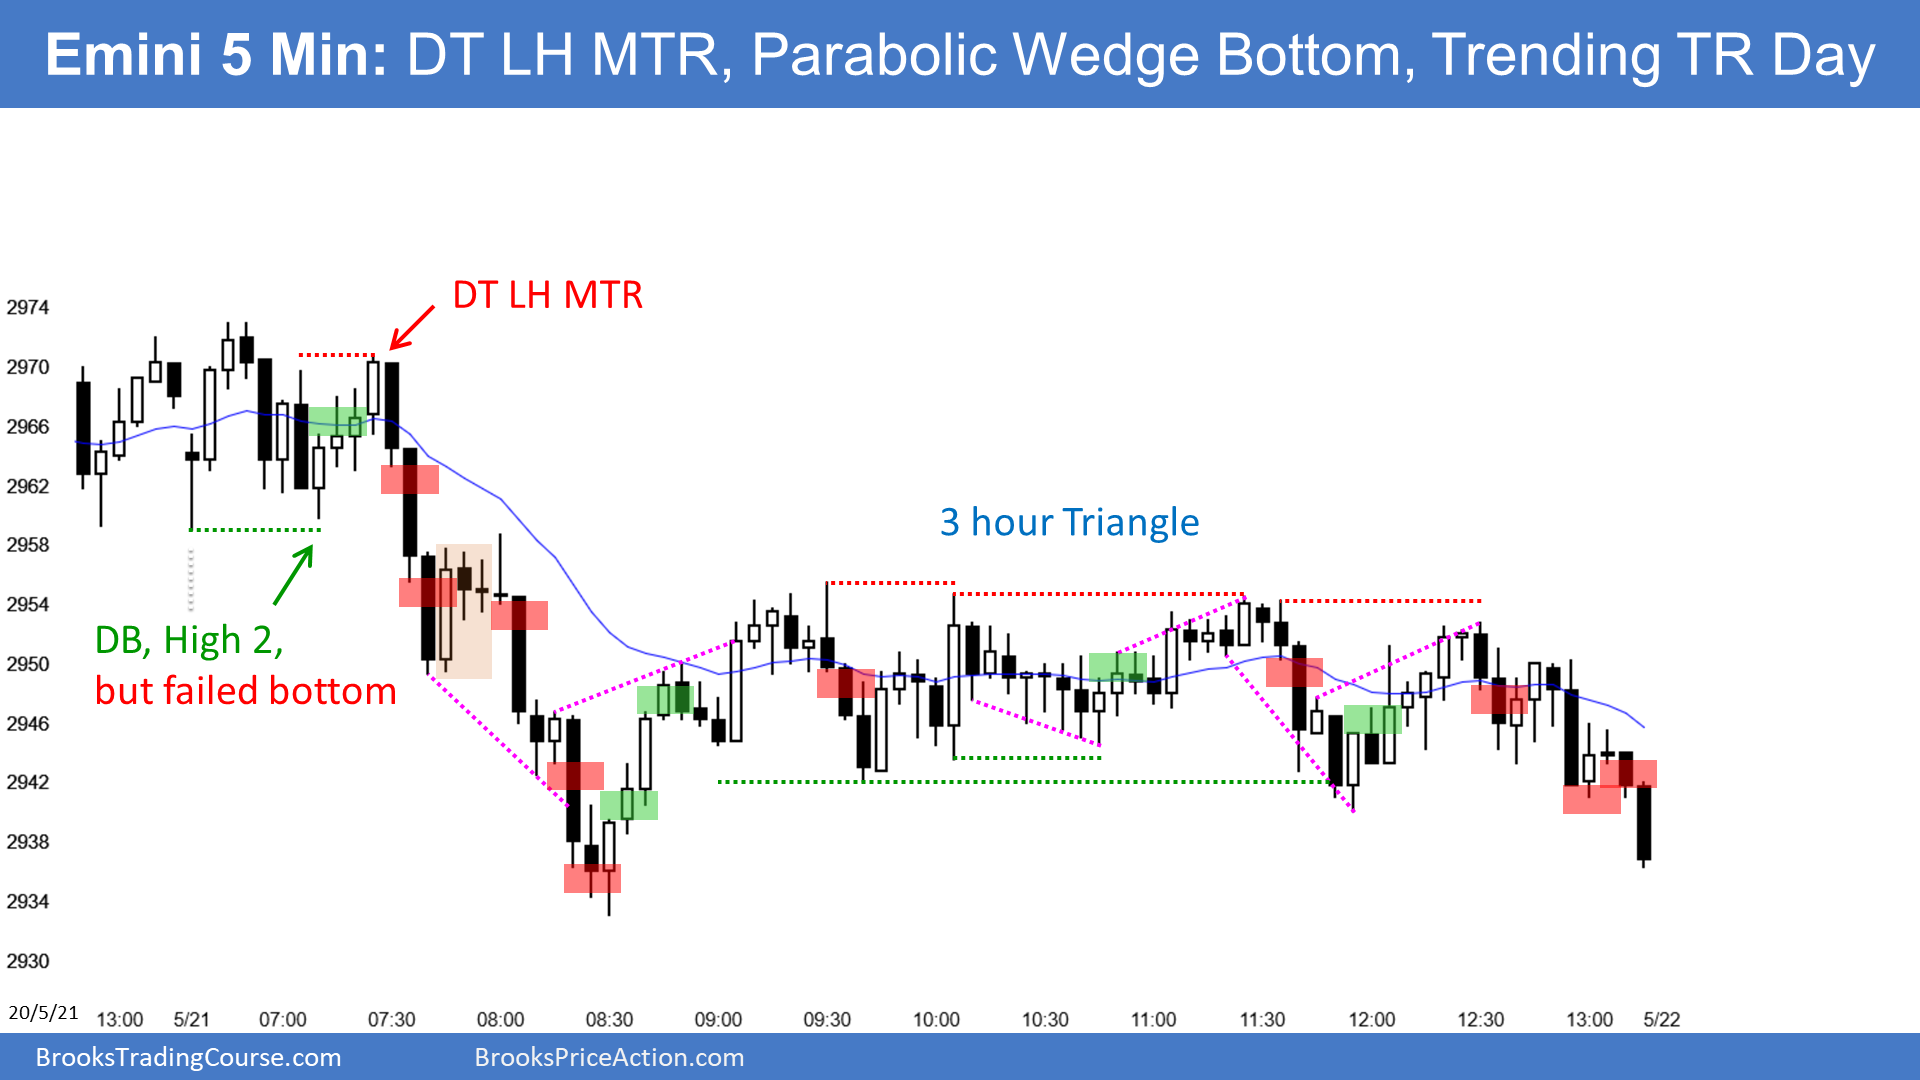 Emini 5 Min: DT LH MTR, Parabolic Wedge Bottom, Trending TR Day
DT LH MTR
3 hour Triangle
DB, High 2,
but failed bottom
2974
2970
2966
2962
2958
2954
2950
2946
2942
2938
2934
2930
20/5/21
13:00 5/21 07:00 07:30 08:00 08:30 09:00 09:30 10:00 10:30 11:00 11:30 12:00 12:30 13:00 5/22
BrooksTradingCourse.com BrooksPriceAction.com